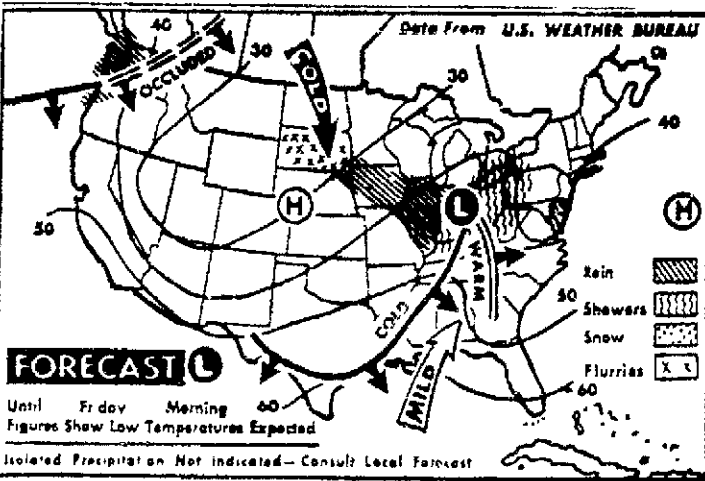 Data From U.S. WEATHER BUREAU
40
30
OCCLUDED
COLD
30
40
H
L
H
50
WARM
COLD
MILD
50
60
60
Rain
Showers
Snow
Flurries
FORECAST L
Until Friday Morning
Figures Show Low Temperatures Expected
Isolated Precipitation Not Indicated—Consult Local Forecast